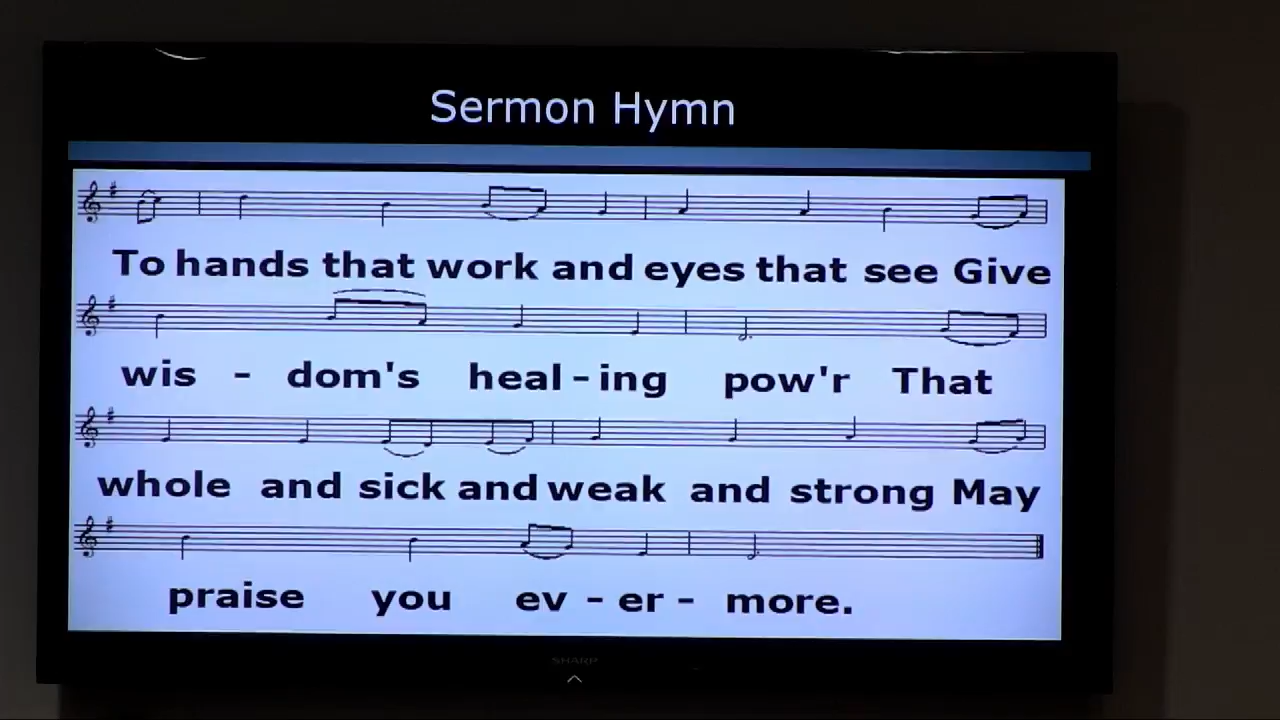 Sermon Hymn
To hands that work and eyes that see Give
wis - dom's heal - ing pow'r That
whole and sick and weak and strong May
praise you ev - er - more.
SHARP